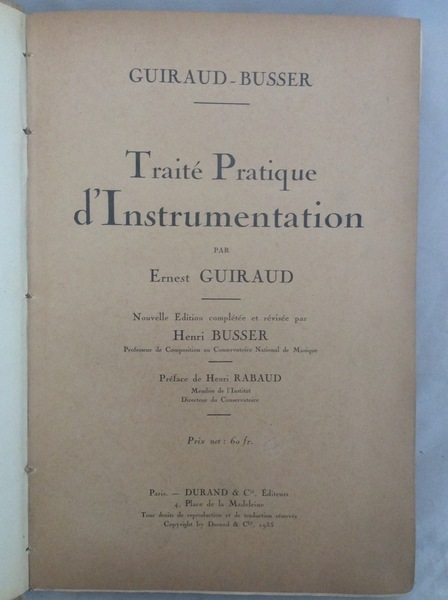 GUIRAUD-BUSSER
Traité Pratique
d'Instrumentation
PAR
Ernest GUIRAUD
Nouvelle Edition complétée et révisée par
Henri BUSSER
Professeur de Composition au Conservatoire National de Musique
Préface de Henri RABAUD
Membre de l'Institut
Directeur du Conservatoire
Prix net : 60 fr.
Paris. — DURAND & Cie, Editeurs
4, Place de la Madeleine
Tous droits de reproduction et de traduction réservés
Copyright by Durand & Cie, 1933